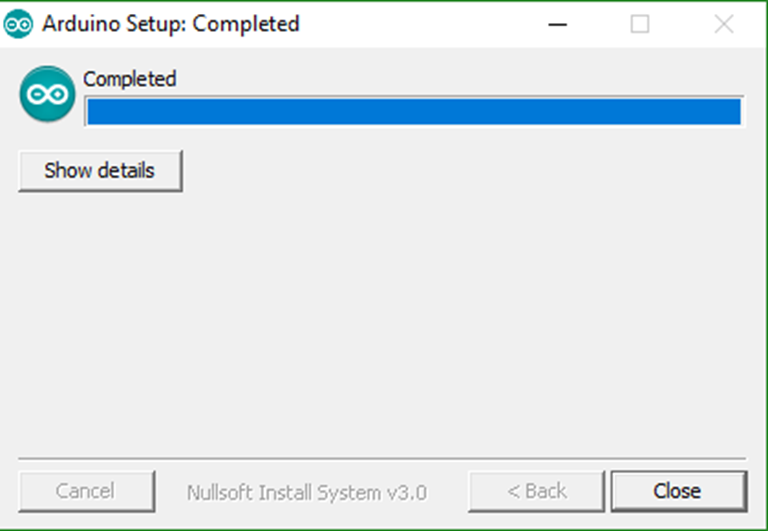 Arduino Setup: Completed
Completed
Show details
Cancel
Nullsoft Install System v3.0
< Back
Close